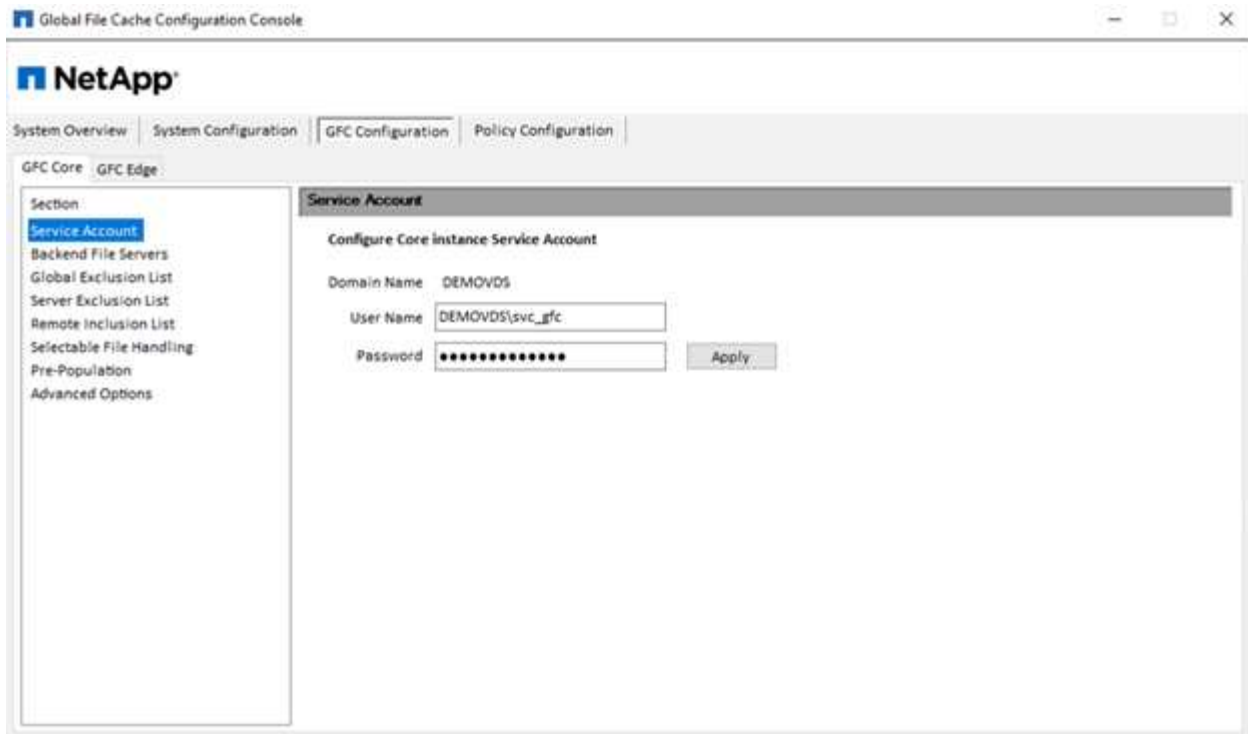 Global File Cache Configuration Console
NetApp
System Overview System Configuration GFC Configuration Policy Configuration
GFC Core GFC Edge
Section
Service Account
Backend File Servers
Global Exclusion List
Server Exclusion List
Remote Inclusion List
Selectable File Handling
Pre-Population
Advanced Options
Service Account
Configure Core instance Service Account
Domain Name DEMOVDS
User Name DEMOVDS\svc_gfc
Password ●●●●●●●●●●●●● Apply